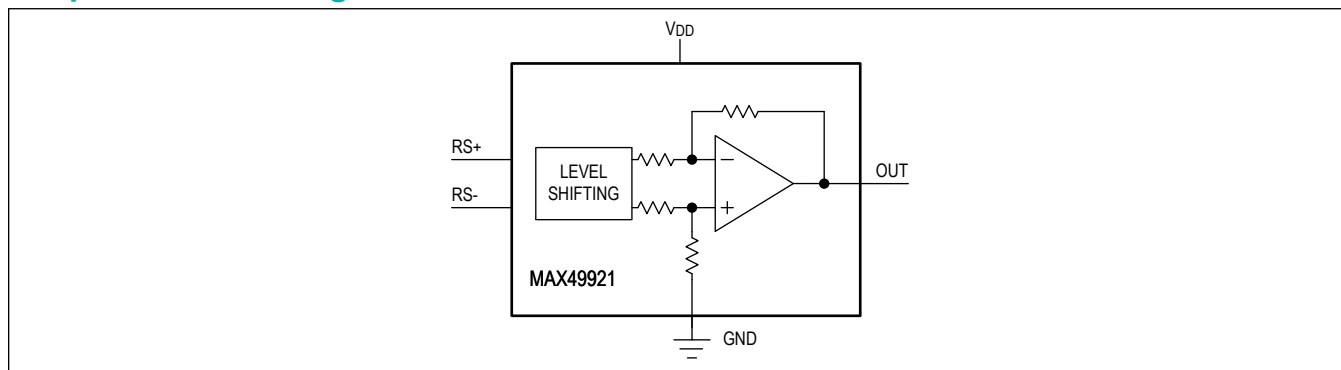 VDD
RS+
RS-
LEVEL
SHIFTING
−
+
OUT
MAX49921
GND